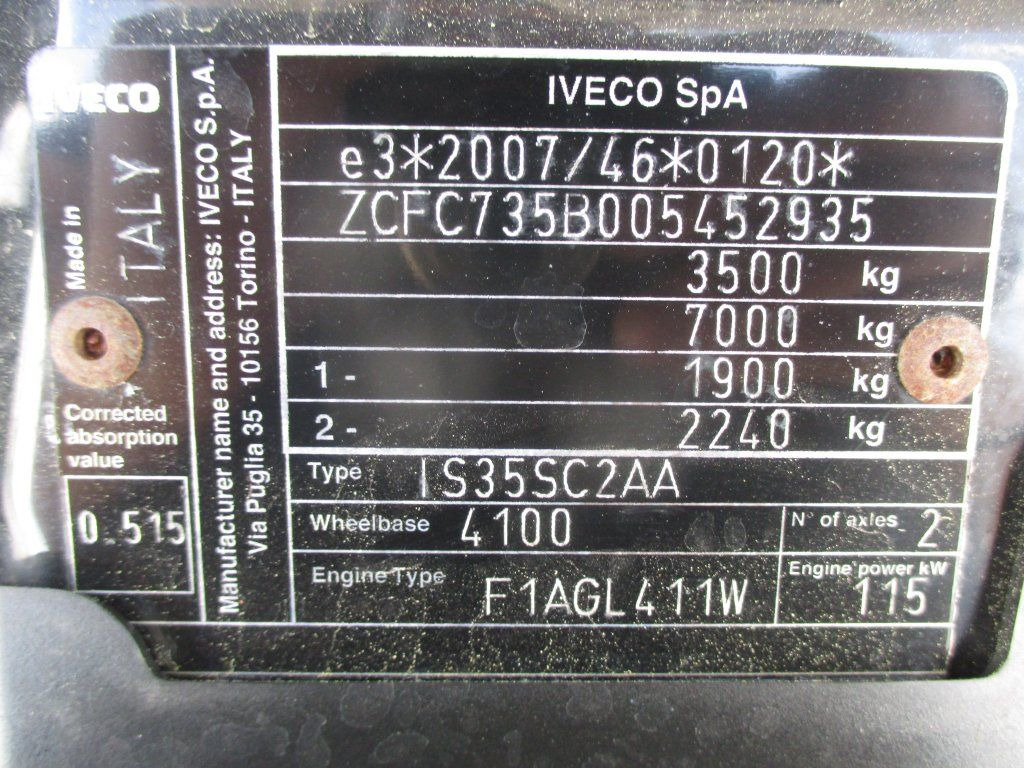 IVECO
Made in
ITALY
Corrected
absorption
value
0.515
Manufacturer name and address: IVECO S.p.A.
Via Puglia 35 - 10156 Torino - ITALY
IVECO SpA
e3*2007/46*0120*
ZCFC735B005452935
3500 kg
7000 kg
1 - 1900 kg
2 - 2240 kg
Type IS35SC2AA
Wheelbase 4100 N° of axles 2
Engine Type F1AGL411W Engine power kW 115